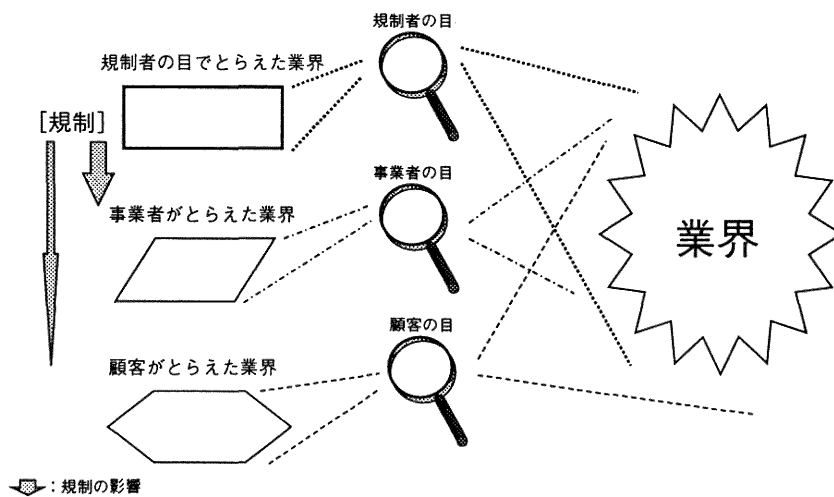 規制者の目
規制者の目でとらえた業界
[規制]
事業者の目
事業者がとらえた業界
業界
顧客の目
顧客がとらえた業界
：規制の影響